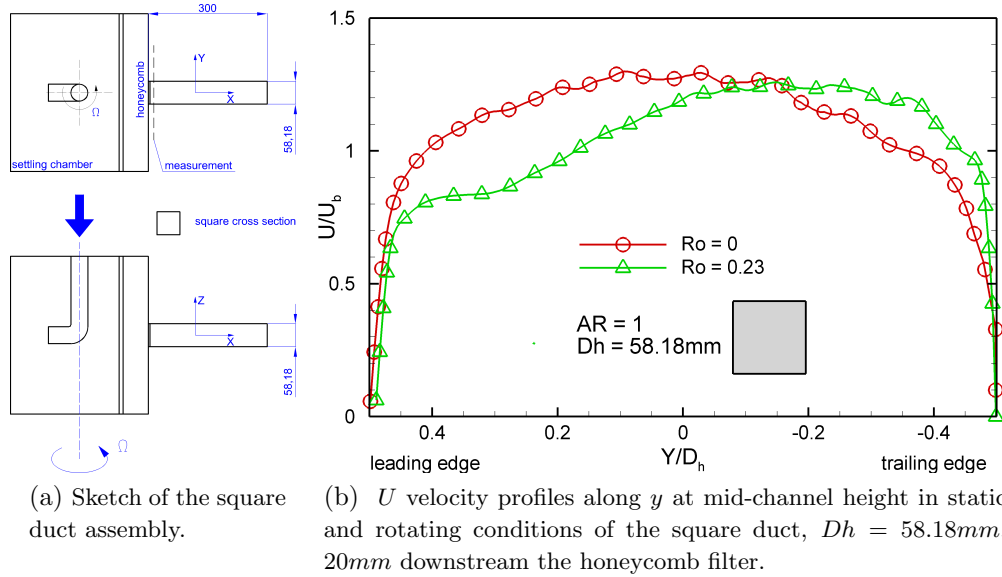 300
Y
X
Ω
honeycomb
58,18
settling chamber
measurement
square cross section
Z
X
58,18
Ω
(a) Sketch of the square
duct assembly.
1.5
1
0.5
0
U/U_b
Ro = 0
Ro = 0.23
AR = 1
Dh = 58.18mm
0.4 0.2 0 -0.2 -0.4
leading edge Y/D_h trailing edge
(b) U velocity profiles along y at mid-channel height in static
and rotating conditions of the square duct, Dh = 58.18mm
20mm downstream the honeycomb filter.